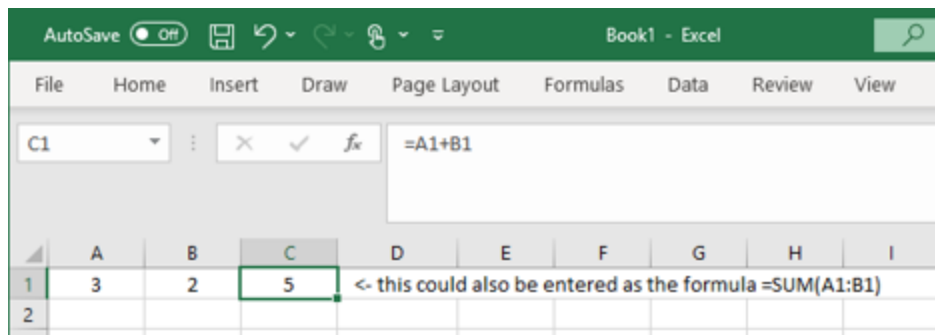 AutoSave Off Book1 - Excel
File Home Insert Draw Page Layout Formulas Data Review View
C1 fx =A1+B1
A B C D E F G H I
1 3 2 5 <- this could also be entered as the formula =SUM(A1:B1)
2